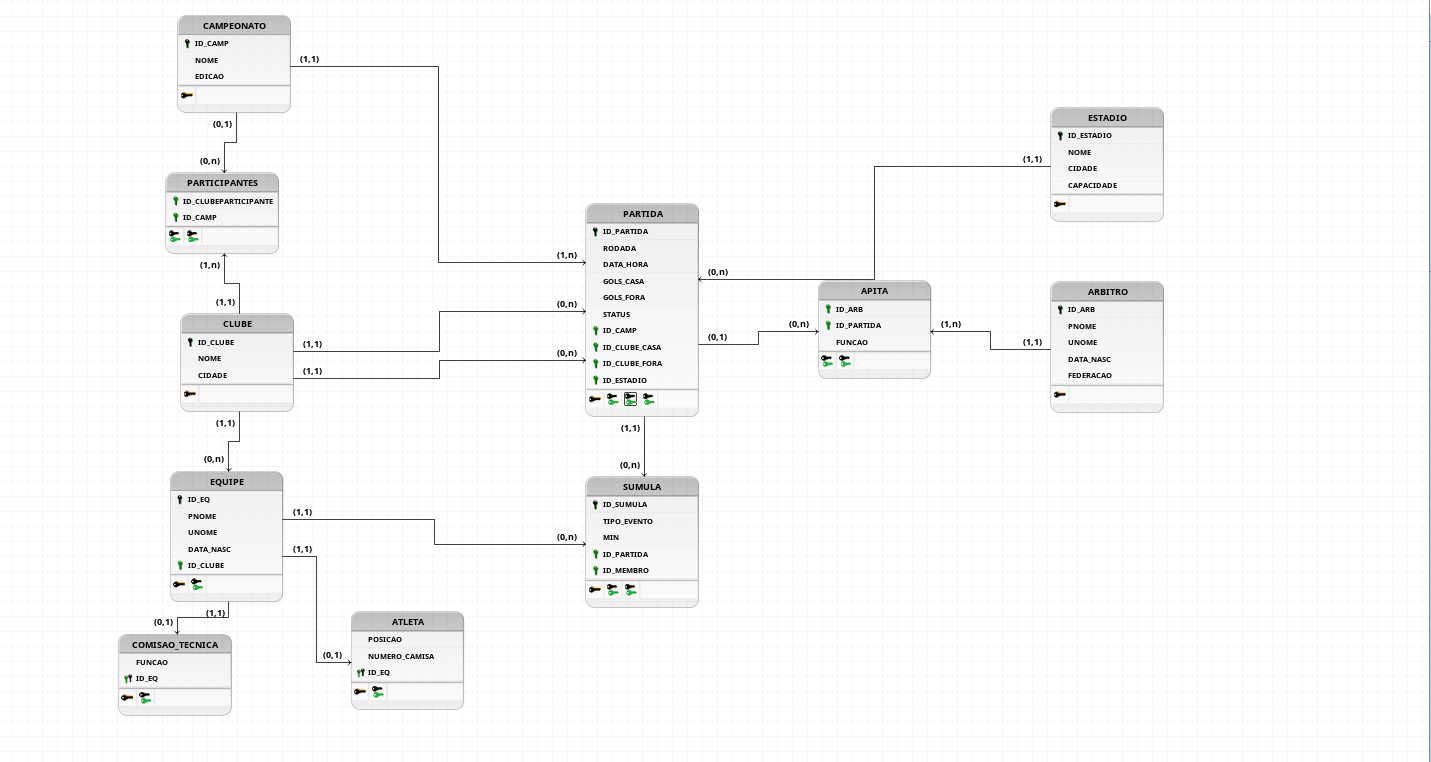 CAMPEONATO
ID_CAMP
NOME
EDICAO
(1,1)
(0,1)
(0,n)
PARTICIPANTES
ID_CLUBEPARTICIPANTE
ID_CAMP
(1,n)
(1,1)
CLUBE
ID_CLUBE
NOME
CIDADE
(1,1)
(1,1)
(1,1)
(0,n)
EQUIPE
ID_EQ
PNOME
UNOME
DATA_NASC
ID_CLUBE
(1,1)
(1,1)
(1,1)
(0,1)
COMISAO_TECNICA
FUNCAO
ID_EQ
(0,1)
ATLETA
POSICAO
NUMERO_CAMISA
ID_EQ
(1,n)
(0,n)
(0,n)
PARTIDA
ID_PARTIDA
RODADA
DATA_HORA
GOLS_CASA
GOLS_FORA
STATUS
ID_CAMP
ID_CLUBE_CASA
ID_CLUBE_FORA
ID_ESTADIO
(0,n)
(0,1)
(1,1)
(0,n)
(0,n)
SUMULA
ID_SUMULA
TIPO_EVENTO
MIN
ID_PARTIDA
ID_MEMBRO
(0,n)
APITA
ID_ARB
ID_PARTIDA
FUNCAO
(1,n)
(1,1)
ESTADIO
ID_ESTADIO
NOME
CIDADE
CAPACIDADE
(1,1)
ARBITRO
ID_ARB
PNOME
UNOME
DATA_NASC
FEDERACAO